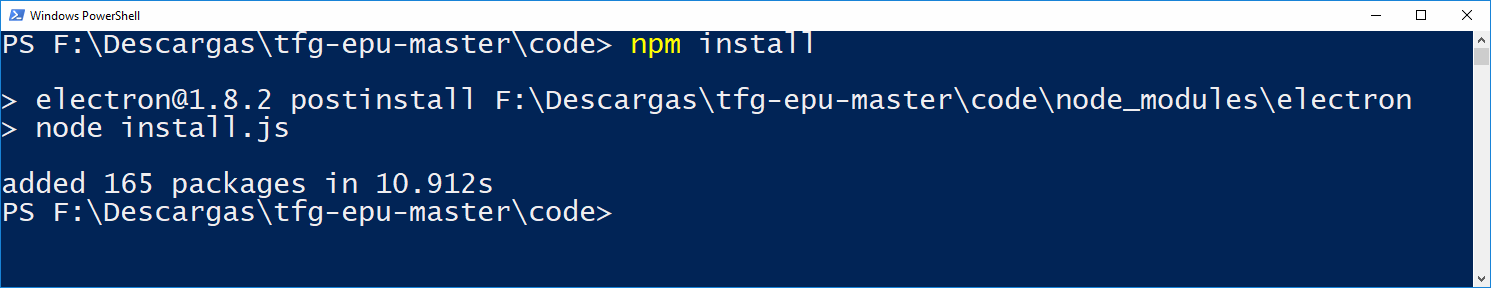 Windows PowerShell
PS F:\Descargas\tfg-epu-master\code> npm install
> electron@1.8.2 postinstall F:\Descargas\tfg-epu-master\code\node_modules\electron
> node install.js
added 165 packages in 10.912s
PS F:\Descargas\tfg-epu-master\code>